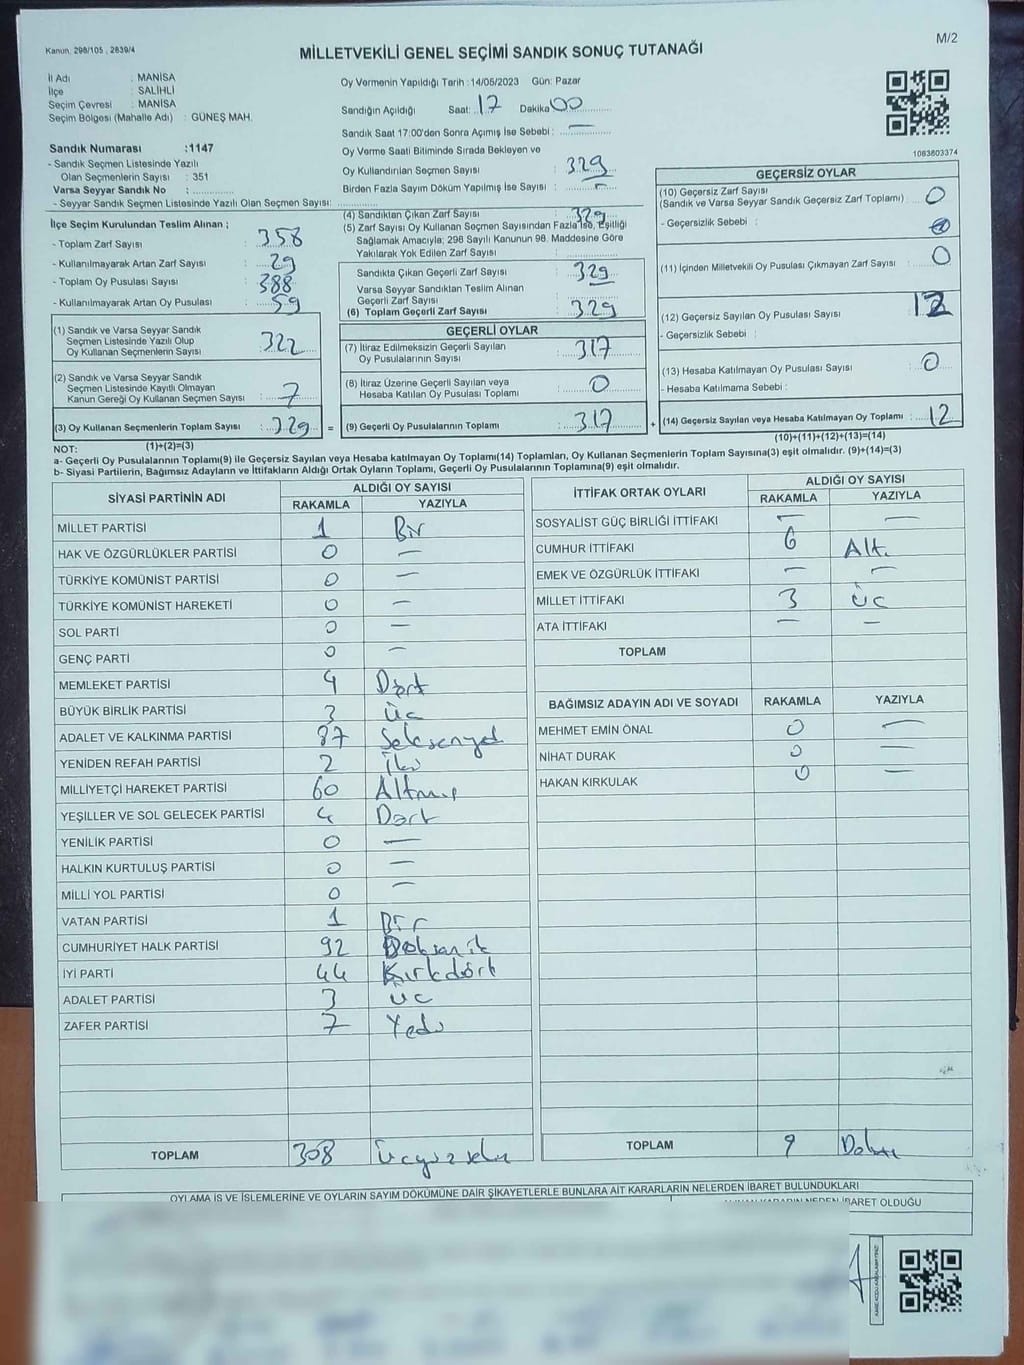 Kanun, 298/105 , 2839/4
M/2
MİLLETVEKİLİ GENEL SEÇİMİ SANDIK SONUÇ TUTANAĞI
İl Adı : MANİSA
İlçe : SALİHLİ
Seçim Çevresi : MANİSA
Seçim Bölgesi (Mahalle Adı) : GÜNEŞ MAH.
Oy Vermenin Yapıldığı Tarih :14/05/2023 Gün: Pazar
Sandığın Açıldığı Saat: 17 Dakika 00
Sandık Saat 17:00'den Sonra Açılmış İse Sebebi : —
Sandık Numarası :1147
- Sandık Seçmen Listesinde Yazılı
Olan Seçmenlerin Sayısı : 351
Varsa Seyyar Sandık No :
- Seyyar Sandık Seçmen Listesinde Yazılı Olan Seçmen Sayısı:
Oy Verme Saati Bitiminde Sırada Bekleyen ve
Oy Kullandırılan Seçmen Sayısı : 329
Birden Fazla Sayım Döküm Yapılmış İse Sayısı : —
1083603374
İlçe Seçim Kurulundan Teslim Alınan ;
- Toplam Zarf Sayısı : 358
- Kullanılmayarak Artan Zarf Sayısı : 29
- Toplam Oy Pusulası Sayısı : 388
- Kullanılmayarak Artan Oy Pusulası : 59
(1) Sandık ve Varsa Seyyar Sandık
Seçmen Listesinde Yazılı Olup
Oy Kullanan Seçmenlerin Sayısı : 322
(2) Sandık ve Varsa Seyyar Sandık
Seçmen Listesinde Kayıtlı Olmayan
Kanun Gereği Oy Kullanan Seçmen Sayısı : 7
(3) Oy Kullanan Seçmenlerin Toplam Sayısı : 329 =
(4) Sandıktan Çıkan Zarf Sayısı : 329
(5) Zarf Sayısı Oy Kullanan Seçmen Sayısından Fazla İse, Eşitliği
Sağlamak Amacıyla; 298 Sayılı Kanunun 98. Maddesine Göre
Yakılarak Yok Edilen Zarf Sayısı :
Sandıkta Çıkan Geçerli Zarf Sayısı : 329
Varsa Seyyar Sandıktan Teslim Alınan
Geçerli Zarf Sayısı :
(6) Toplam Geçerli Zarf Sayısı : 329
GEÇERLİ OYLAR
(7) İtiraz Edilmeksizin Geçerli Sayılan
Oy Pusulalarının Sayısı : 317
(8) İtiraz Üzerine Geçerli Sayılan veya
Hesaba Katılan Oy Pusulası Toplamı : 0
(9) Geçerli Oy Pusulalarının Toplamı : 317 +
GEÇERSİZ OYLAR
(10) Geçersiz Zarf Sayısı
(Sandık ve Varsa Seyyar Sandık Geçersiz Zarf Toplamı) 0
- Geçersizlik Sebebi :
(11) İçinden Milletvekili Oy Pusulası Çıkmayan Zarf Sayısı : 0
(12) Geçersiz Sayılan Oy Pusulası Sayısı : 12
- Geçersizlik Sebebi :
(13) Hesaba Katılmayan Oy Pusulası Sayısı : 0
- Hesaba Katılmama Sebebi :
(14) Geçersiz Sayılan veya Hesaba Katılmayan Oy Toplamı : 12
NOT: (1)+(2)=(3)
(10)+(11)+(12)+(13)=(14)
a- Geçerli Oy Pusulalarının Toplamı(9) ile Geçersiz Sayılan veya Hesaba katılmayan Oy Toplamı(14) Toplamları, Oy Kullanan Seçmenlerin Toplam Sayısına(3) eşit olmalıdır. (9)+(14)=(3)
b- Siyasi Partilerin, Bağımsız Adayların ve İttifakların Aldığı Ortak Oyların Toplamı, Geçerli Oy Pusulalarının Toplamına(9) eşit olmalıdır.
SİYASİ PARTİNİN ADI ALDIĞI OY SAYISI
RAKAMLA YAZIYLA
MİLLET PARTİSİ 1 Bir
HAK VE ÖZGÜRLÜKLER PARTİSİ 0 —
TÜRKİYE KOMÜNİST PARTİSİ 0 —
TÜRKİYE KOMÜNİST HAREKETİ 0 —
SOL PARTİ 0 —
GENÇ PARTİ 0 —
MEMLEKET PARTİSİ 4 Dört
BÜYÜK BİRLİK PARTİSİ 3 Üç
ADALET VE KALKINMA PARTİSİ 87 Seksenyedi
YENİDEN REFAH PARTİSİ 2 İki
MİLLİYETÇİ HAREKET PARTİSİ 60 Altmış
YEŞİLLER VE SOL GELECEK PARTİSİ 4 Dört
YENİLİK PARTİSİ 0 —
HALKIN KURTULUŞ PARTİSİ 0 —
MİLLİ YOL PARTİSİ 0 —
VATAN PARTİSİ 1 Bir
CUMHURİYET HALK PARTİSİ 92 Doksanik
İYİ PARTİ 44 Kırkdört
ADALET PARTİSİ 3 Üc
ZAFER PARTİSİ 7 Yedi
TOPLAM 308 Üçyüzsekiz
İTTİFAK ORTAK OYLARI ALDIĞI OY SAYISI
RAKAMLA YAZIYLA
SOSYALİST GÜÇ BİRLİĞİ İTTİFAKI — —
CUMHUR İTTİFAKI 6 Altı
EMEK VE ÖZGÜRLÜK İTTİFAKI — —
MİLLET İTTİFAKI 3 Üc
ATA İTTİFAKI — —
TOPLAM
BAĞIMSIZ ADAYIN ADI VE SOYADI RAKAMLA YAZIYLA
MEHMET EMİN ÖNAL 0 —
NİHAT DURAK 0 —
HAKAN KIRKULAK 0 —
TOPLAM 9 Dokuz
OYLAMA İŞ VE İŞLEMLERİNE VE OYLARIN SAYIM DÖKÜMÜNE DAİR ŞİKAYETLERLE BUNLARA AİT KARARLARIN NELERDEN İBARET BULUNDUKLARI
İBARET OLDUĞU